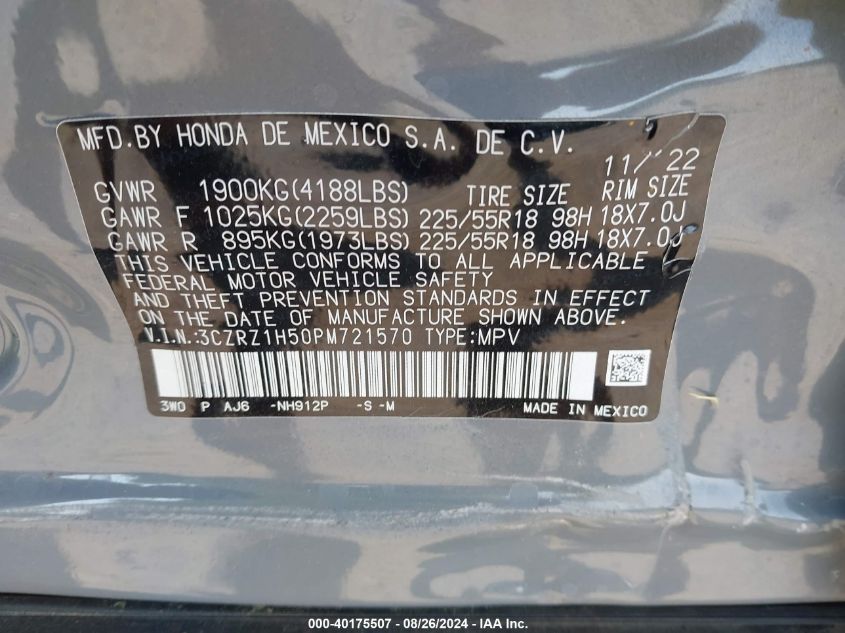 MFD.BY HONDA DE MEXICO S.A. DE C.V. 11/'22
GVWR 1900KG(4188LBS) TIRE SIZE RIM SIZE
GAWR F 1025KG(2259LBS) 225/55R18 98H 18X7.0J
GAWR R 895KG(1973LBS) 225/55R18 98H 18X7.0J
THIS VEHICLE CONFORMS TO ALL APPLICABLE
FEDERAL MOTOR VEHICLE SAFETY
AND THEFT PREVENTION STANDARDS IN EFFECT
ON THE DATE OF MANUFACTURE SHOWN ABOVE.
V.I.N.:3CZRZ1H50PM721570 TYPE:MPV
3W0 P AJ6 -NH912P -S -M MADE IN MEXICO
000-40175507 - 08/26/2024 - IAA Inc.